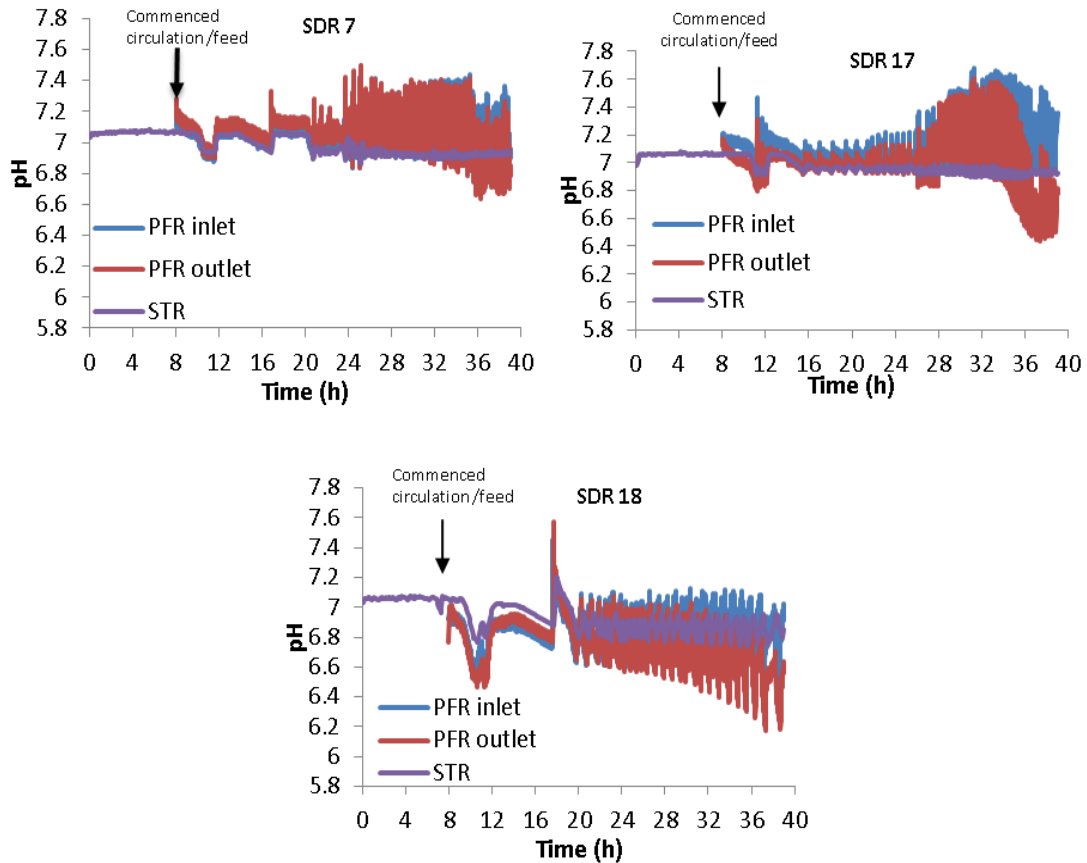 Commenced
circulation/feed
SDR 7
7.8
7.6
7.4
7.2
7
6.8
6.6
6.4
6.2
6
5.8
pH
PFR inlet
PFR outlet
STR
0 4 8 12 16 20 24 28 32 36 40
Time (h)
Commenced
circulation/feed
SDR 17
7.8
7.6
7.4
7.2
7.0
6.8
6.6
6.4
6.2
6
5.8
pH
PFR inlet
PFR outlet
STR
0 4 8 12 16 20 24 28 32 36 40
Time (h)
Commenced
circulation/feed
SDR 18
7.8
7.6
7.4
7.2
7
6.8
6.6
6.4
6.2
6
5.8
pH
PFR inlet
PFR outlet
STR
0 4 8 12 16 20 24 28 32 36 40
Time (h)